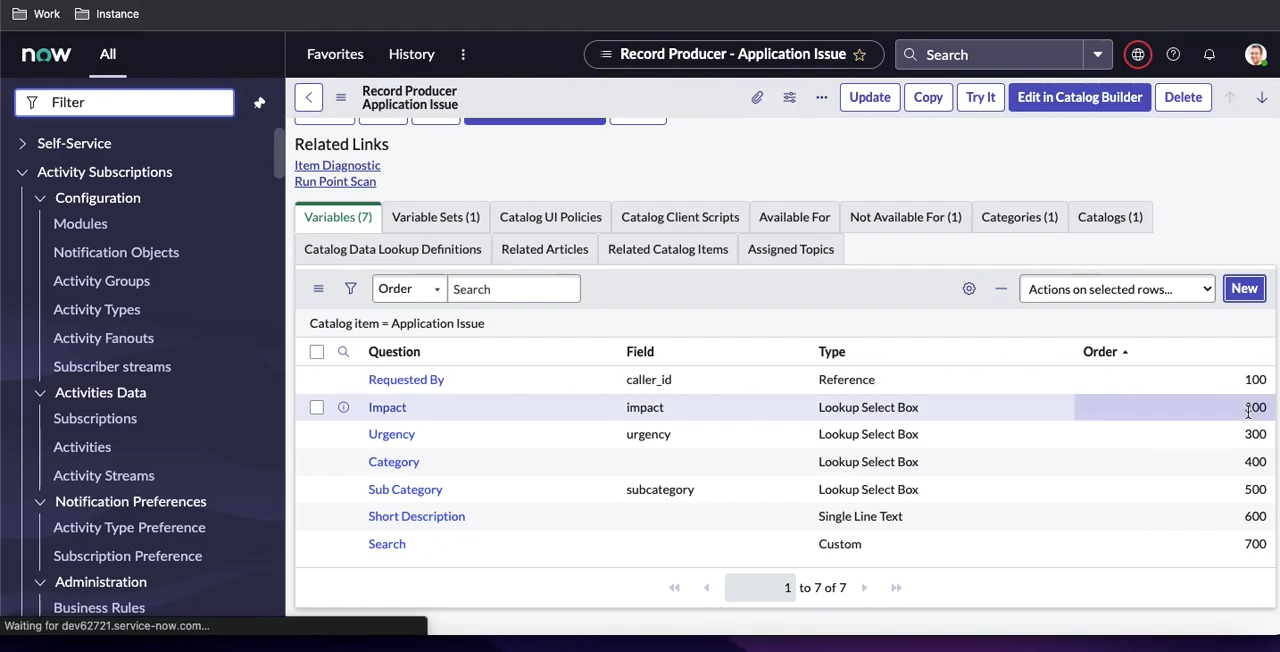 Work Instance
now All Favorites History Record Producer - Application Issue Search
Filter
Record Producer
Application Issue
Update Copy Try It Edit in Catalog Builder Delete
Self-Service
Activity Subscriptions
Configuration
Modules
Notification Objects
Activity Groups
Activity Types
Activity Fanouts
Subscriber streams
Activities Data
Subscriptions
Activities
Activity Streams
Notification Preferences
Activity Type Preference
Subscription Preference
Administration
Business Rules
Waiting for dev62721.service-now.com...
Related Links
Item Diagnostic
Run Point Scan
Variables (7) Variable Sets (1) Catalog UI Policies Catalog Client Scripts Available For Not Available For (1) Categories (1) Catalogs (1)
Catalog Data Lookup Definitions Related Articles Related Catalog Items Assigned Topics
Order Search Actions on selected rows... New
Catalog item = Application Issue
Question Field Type Order
Requested By caller_id Reference 100
Impact impact Lookup Select Box 200
Urgency urgency Lookup Select Box 300
Category Lookup Select Box 400
Sub Category subcategory Lookup Select Box 500
Short Description Single Line Text 600
Search Custom 700
1 to 7 of 7